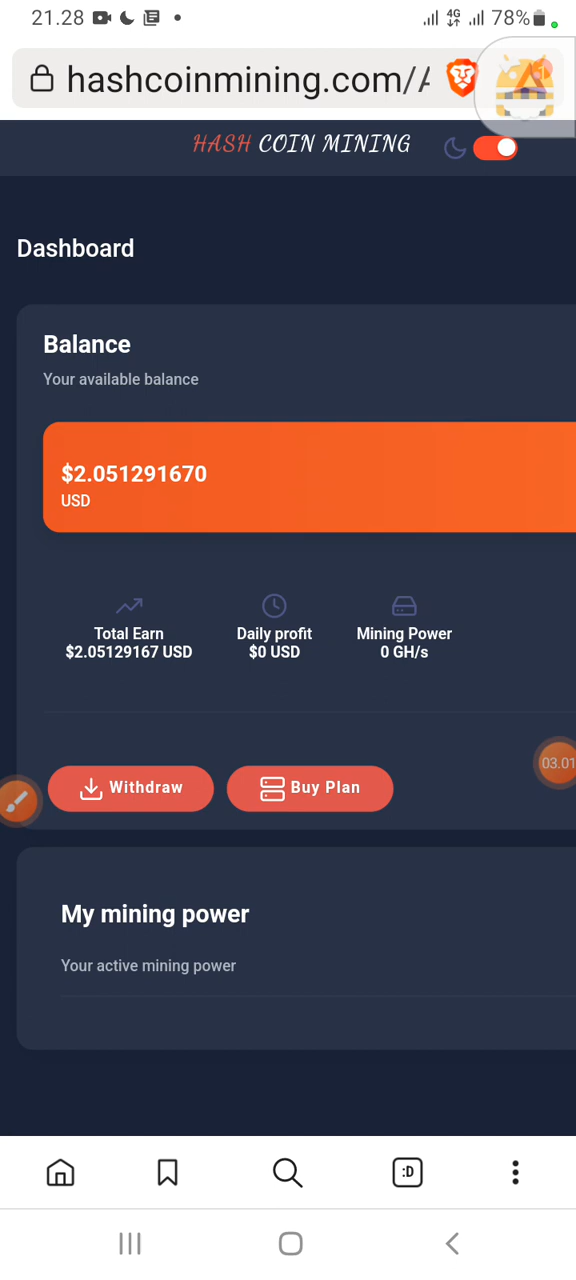 21.28
4G
78%
hashcoinmining.com/
HASH COIN MINING
Dashboard
Balance
Your available balance
$2.051291670
USD
Total Earn
$2.05129167 USD
Daily profit
$0 USD
Mining Power
0 GH/s
03.01
Withdraw
Buy Plan
My mining power
Your active mining power
:D